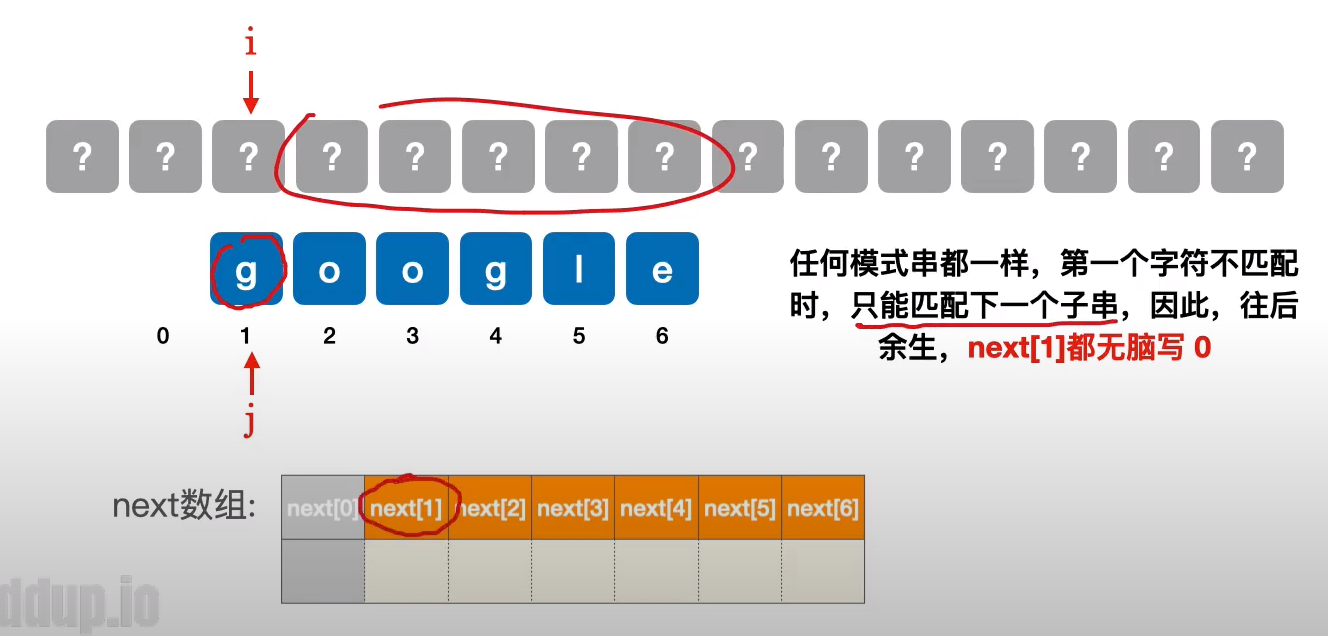 i
? ? ? ? ? ? ? ? ? ? ? ? ? ? ?
g o o g l e
0 1 2 3 4 5 6
j
任何模式串都一样，第一个字符不匹配
时，只能匹配下一个子串，因此，往后
余生，next[1]都无脑写 0
next数组:
next[0] next[1] next[2] next[3] next[4] next[5] next[6]
ddup.io